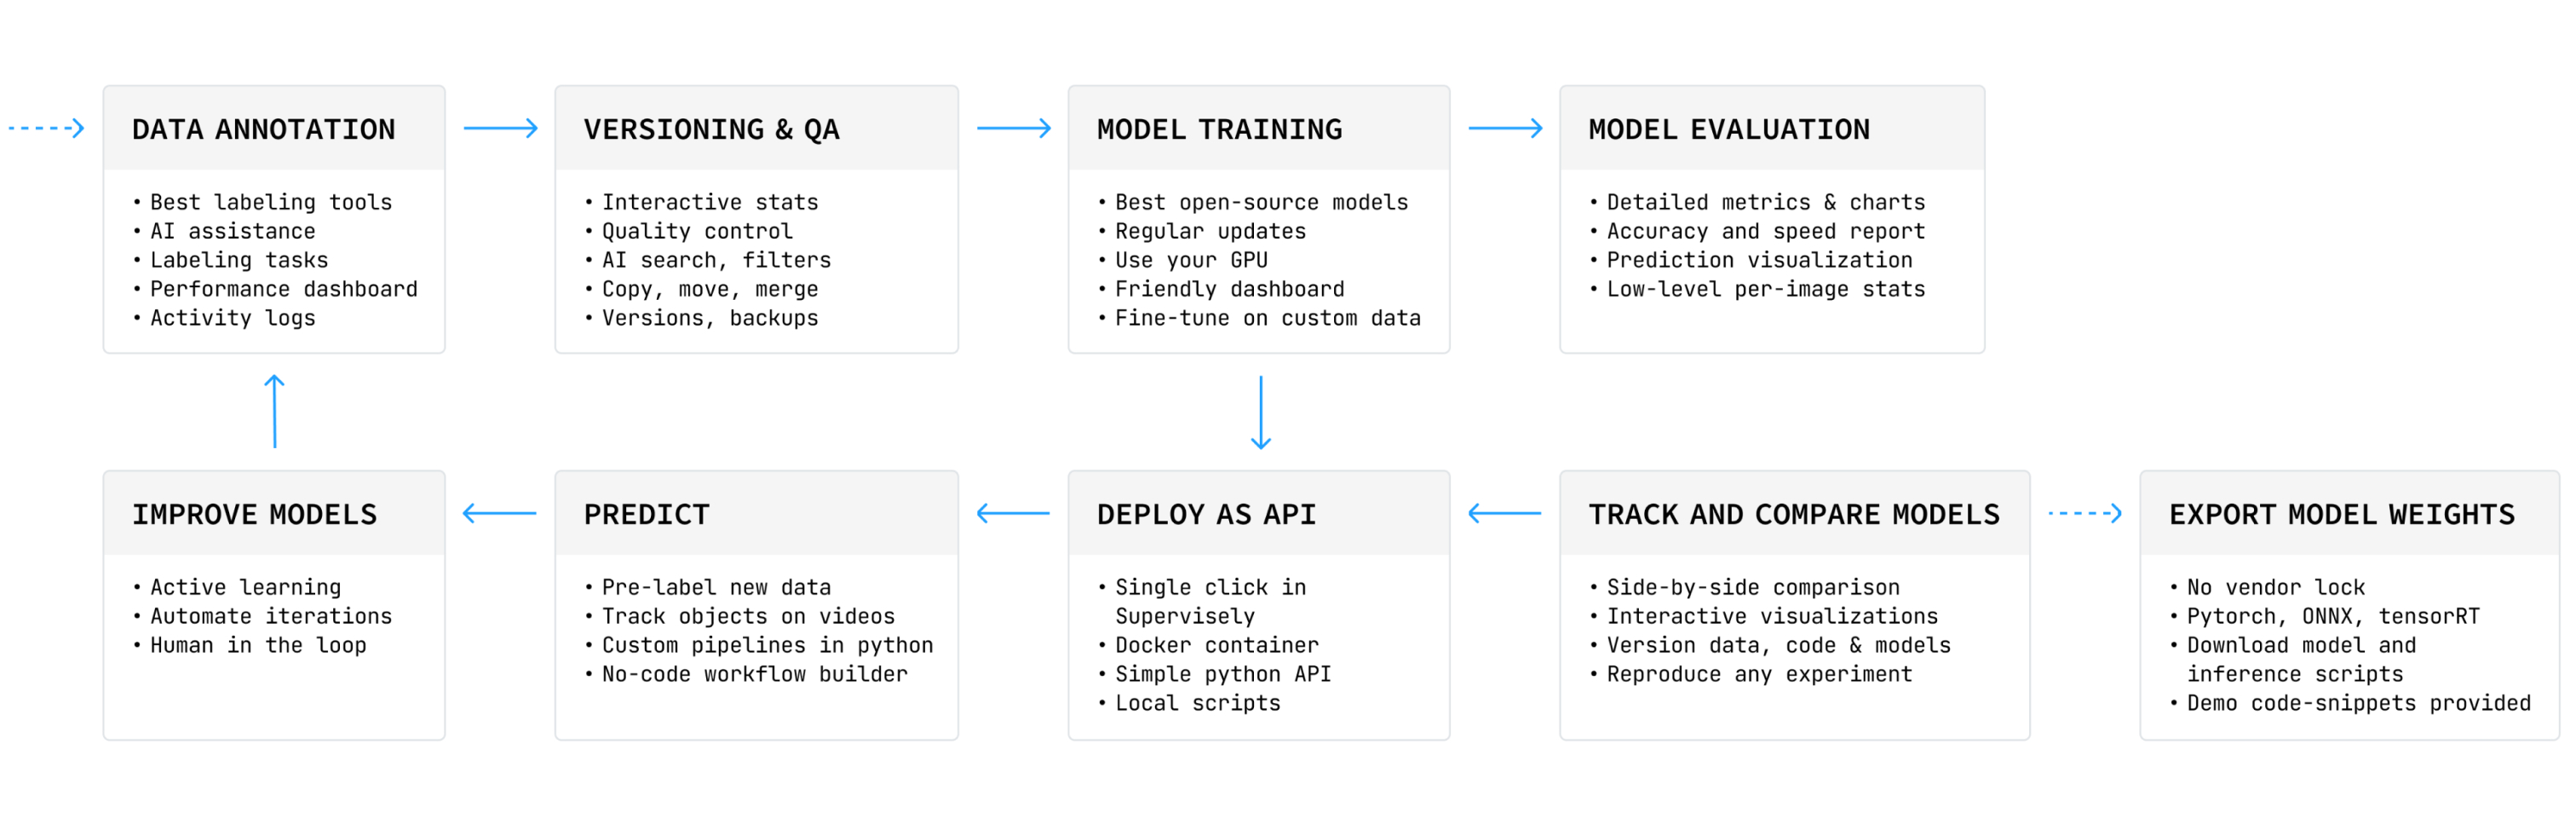 DATA ANNOTATION
• Best labeling tools
• AI assistance
• Labeling tasks
• Performance dashboard
• Activity logs
VERSIONING & QA
• Interactive stats
• Quality control
• AI search, filters
• Copy, move, merge
• Versions, backups
MODEL TRAINING
• Best open-source models
• Regular updates
• Use your GPU
• Friendly dashboard
• Fine-tune on custom data
MODEL EVALUATION
• Detailed metrics & charts
• Accuracy and speed report
• Prediction visualization
• Low-level per-image stats
IMPROVE MODELS
• Active learning
• Automate iterations
• Human in the loop
PREDICT
• Pre-label new data
• Track objects on videos
• Custom pipelines in python
• No-code workflow builder
DEPLOY AS API
• Single click in
Supervisely
• Docker container
• Simple python API
• Local scripts
TRACK AND COMPARE MODELS
• Side-by-side comparison
• Interactive visualizations
• Version data, code & models
• Reproduce any experiment
EXPORT MODEL WEIGHTS
• No vendor lock
• Pytorch, ONNX, tensorRT
• Download model and
inference scripts
• Demo code-snippets provided